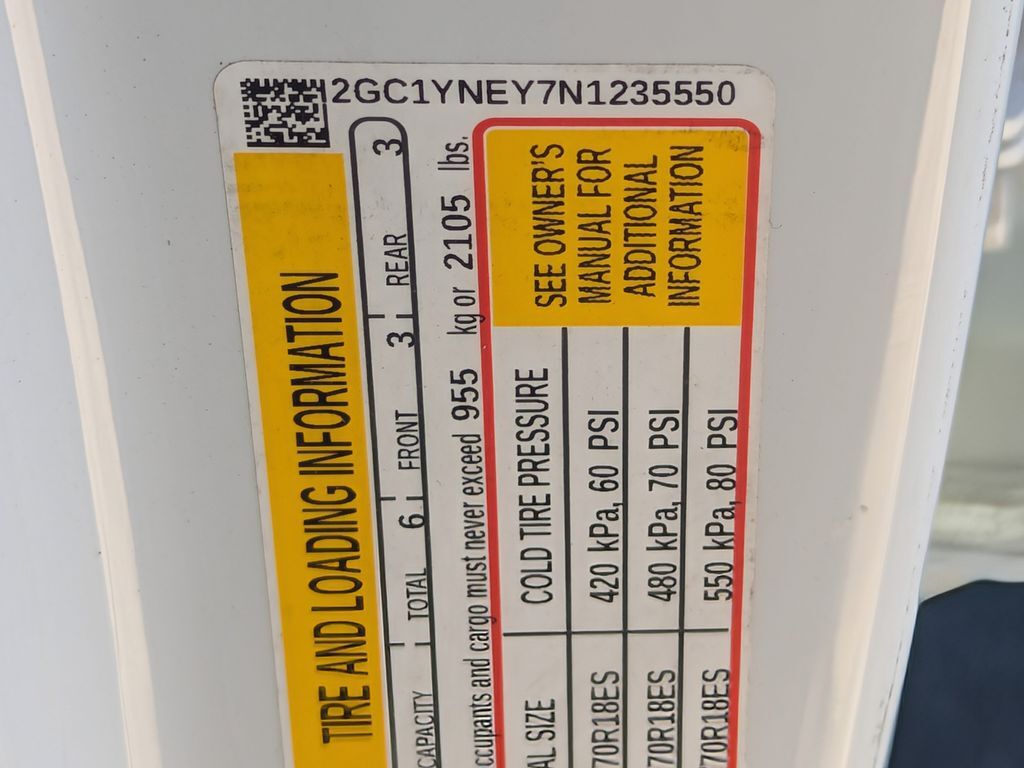 2GC1YNEY7N1235550
TIRE AND LOADING INFORMATION
CAPACITY TOTAL 6 FRONT 3 REAR 3
and cargo must never exceed 955 kg or 2105 lbs.
SIZE COLD TIRE PRESSURE
SEE OWNER'S
MANUAL FOR
ADDITIONAL
INFORMATION
70R18ES 420 kPa, 60 PSI
70R18ES 480 kPa, 70 PSI
70R18ES 550 kPa, 80 PSI